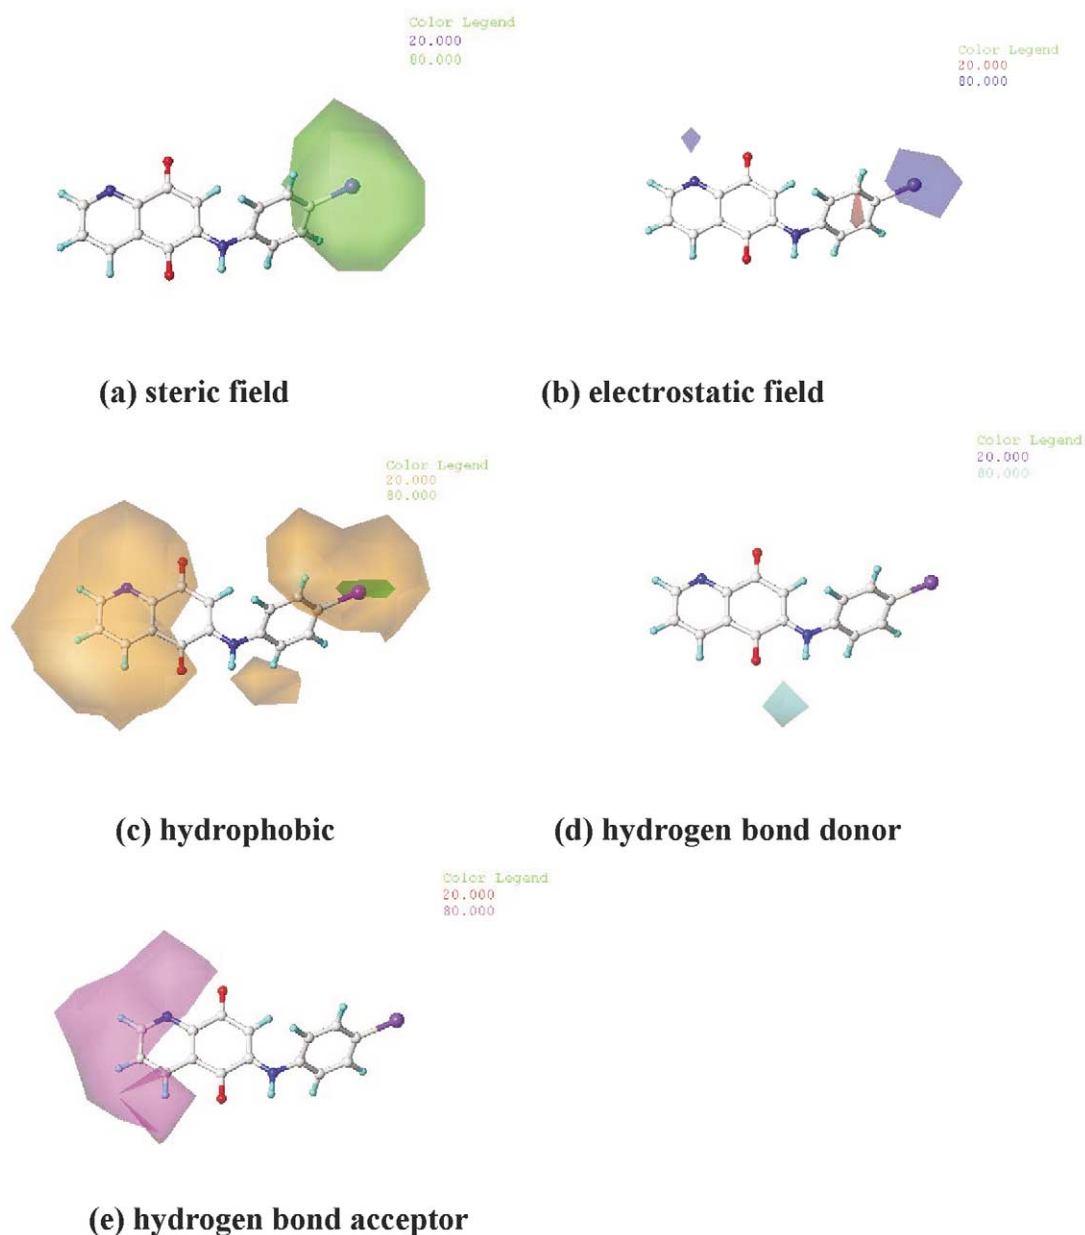 Color Legend
20.000
80.000
Color Legend
20.000
80.000
(a) steric field
(b) electrostatic field
Color Legend
20.000
80.000
Color Legend
20.000
80.000
(c) hydrophobic
(d) hydrogen bond donor
Color Legend
20.000
80.000
(e) hydrogen bond acceptor